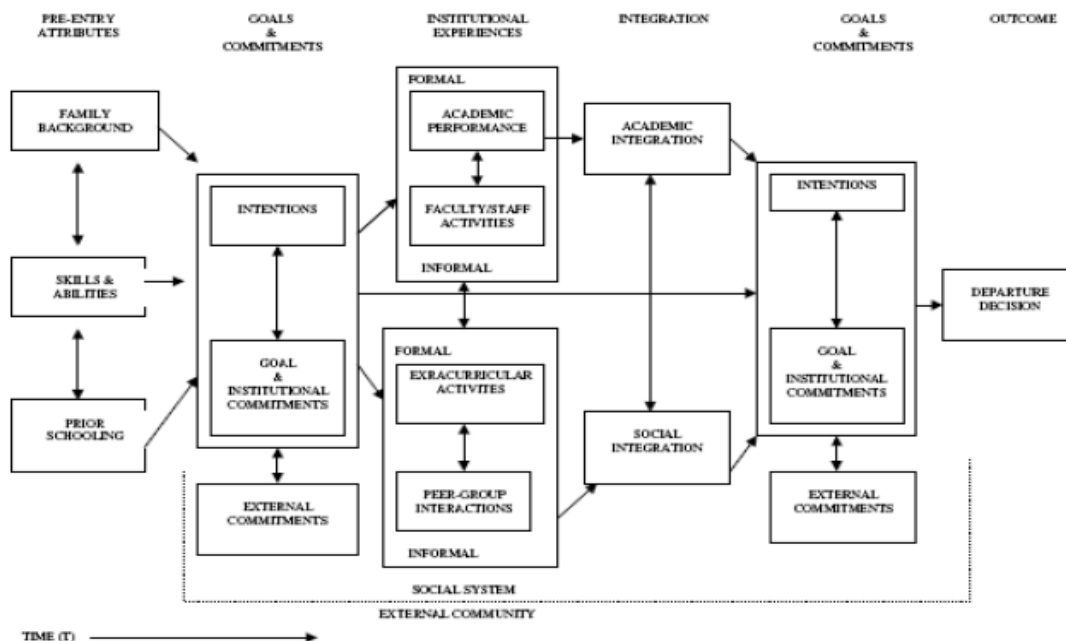 PRE-ENTRY
ATTRIBUTES
GOALS
&
COMMITMENTS
INSTITUTIONAL
EXPERIENCES
INTEGRATION
GOALS
&
COMMITMENTS
OUTCOME
FAMILY
BACKGROUND
SKILLS &
ABILITIES
PRIOR
SCHOOLING
INTENTIONS
GOAL
&
INSTITUTIONAL
COMMITMENTS
EXTERNAL
COMMITMENTS
FORMAL
ACADEMIC
PERFORMANCE
FACULTY/STAFF
ACTIVITIES
INFORMAL
FORMAL
EXRACURRICULAR
ACTIVITES
PEER-GROUP
INTERACTIONS
INFORMAL
ACADEMIC
INTEGRATION
SOCIAL
INTEGRATION
INTENTIONS
GOAL
&
INSTITUTIONAL
COMMITMENTS
EXTERNAL
COMMITMENTS
DEPARTURE
DECISION
SOCIAL SYSTEM
EXTERNAL COMMUNITY
TIME (T)